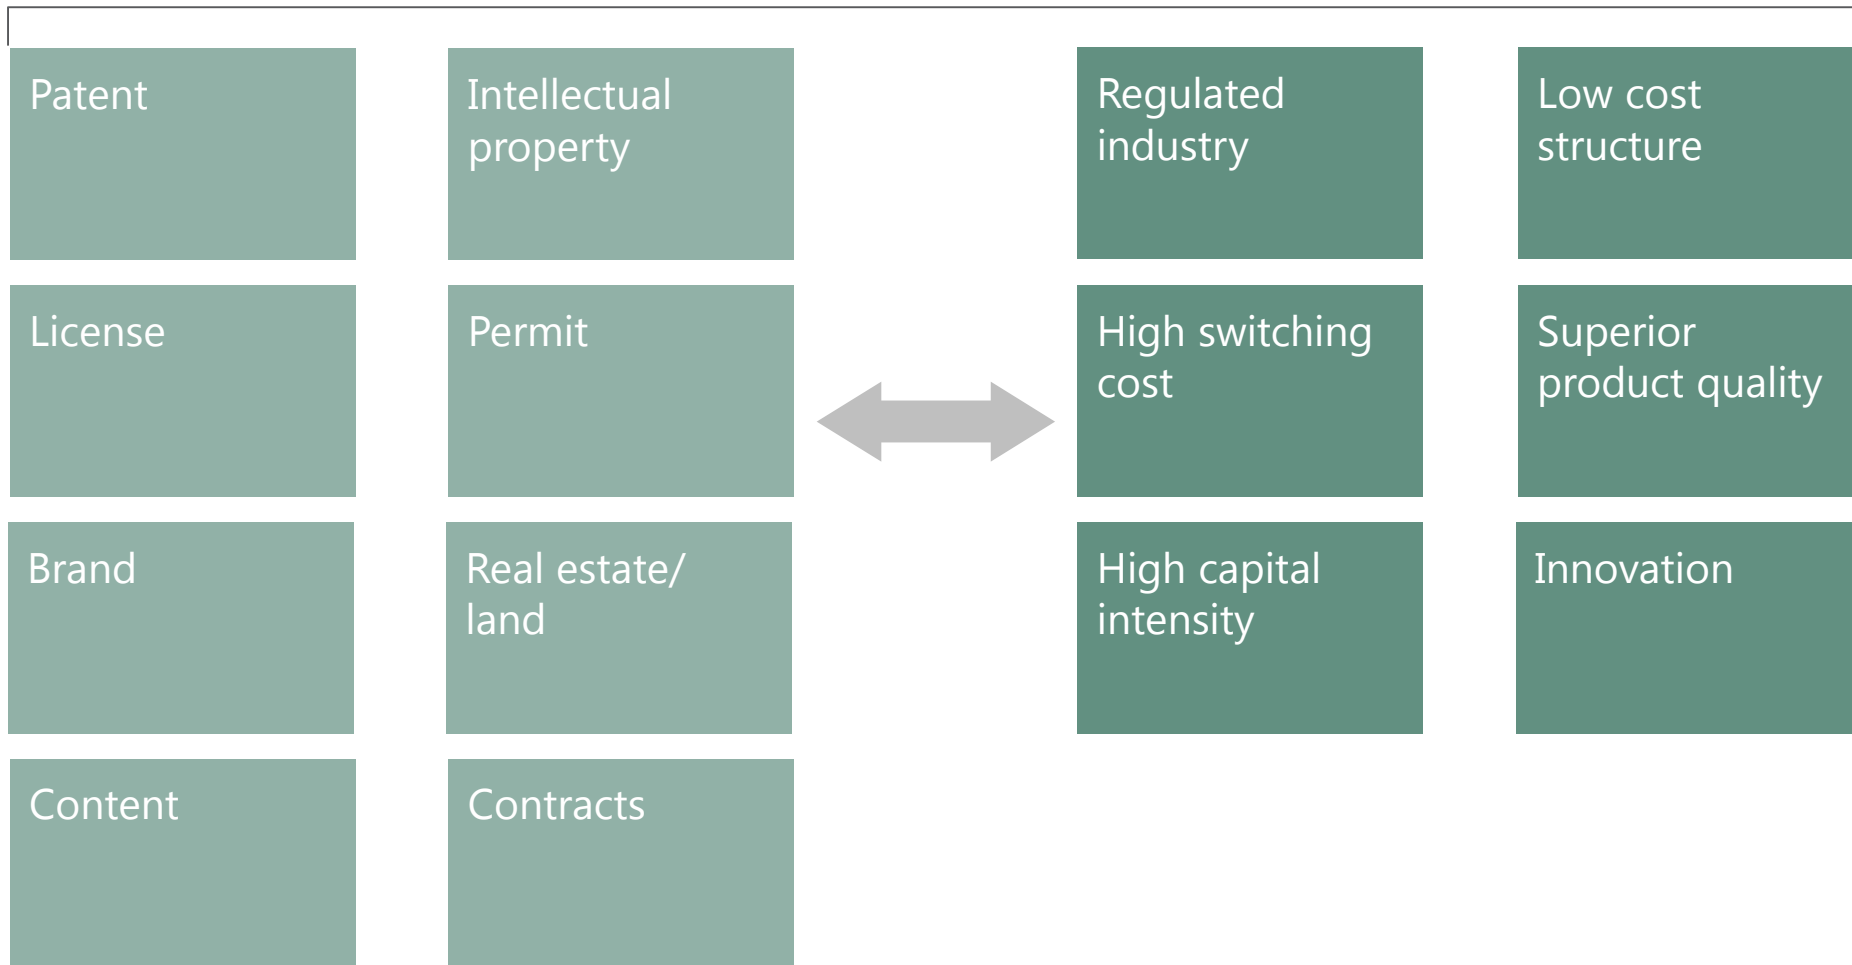 Patent
Intellectual
property
Regulated
industry
Low cost
structure
License
Permit
High switching
cost
Superior
product quality
Brand
Real estate/
land
High capital
intensity
Innovation
Content
Contracts